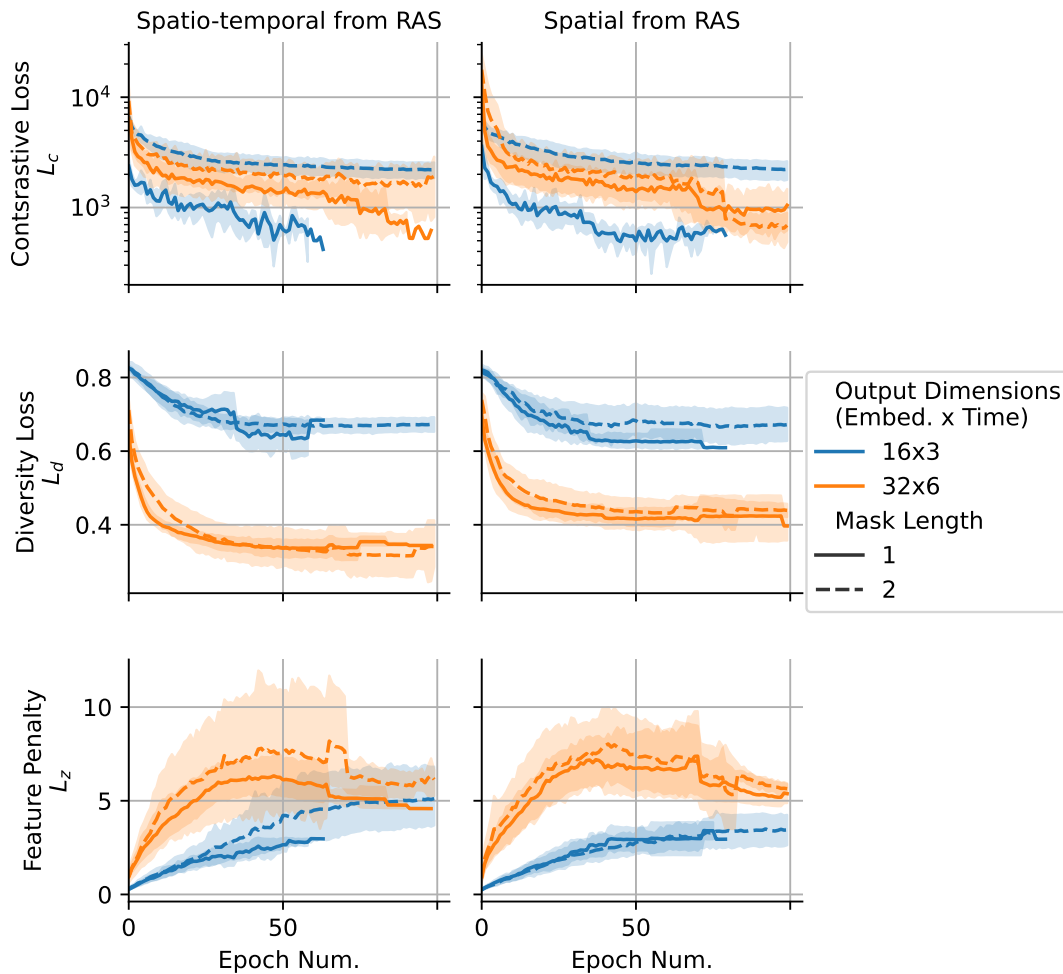 Spatio-temporal from RAS
Spatial from RAS
Contsrastive Loss
L_c
10^4
10^3
Diversity Loss
L_d
0.8
0.6
0.4
Output Dimensions
(Embed. x Time)
16x3
32x6
Mask Length
1
2
Feature Penalty
L_z
10
5
0
0
50
0
50
Epoch Num.
Epoch Num.